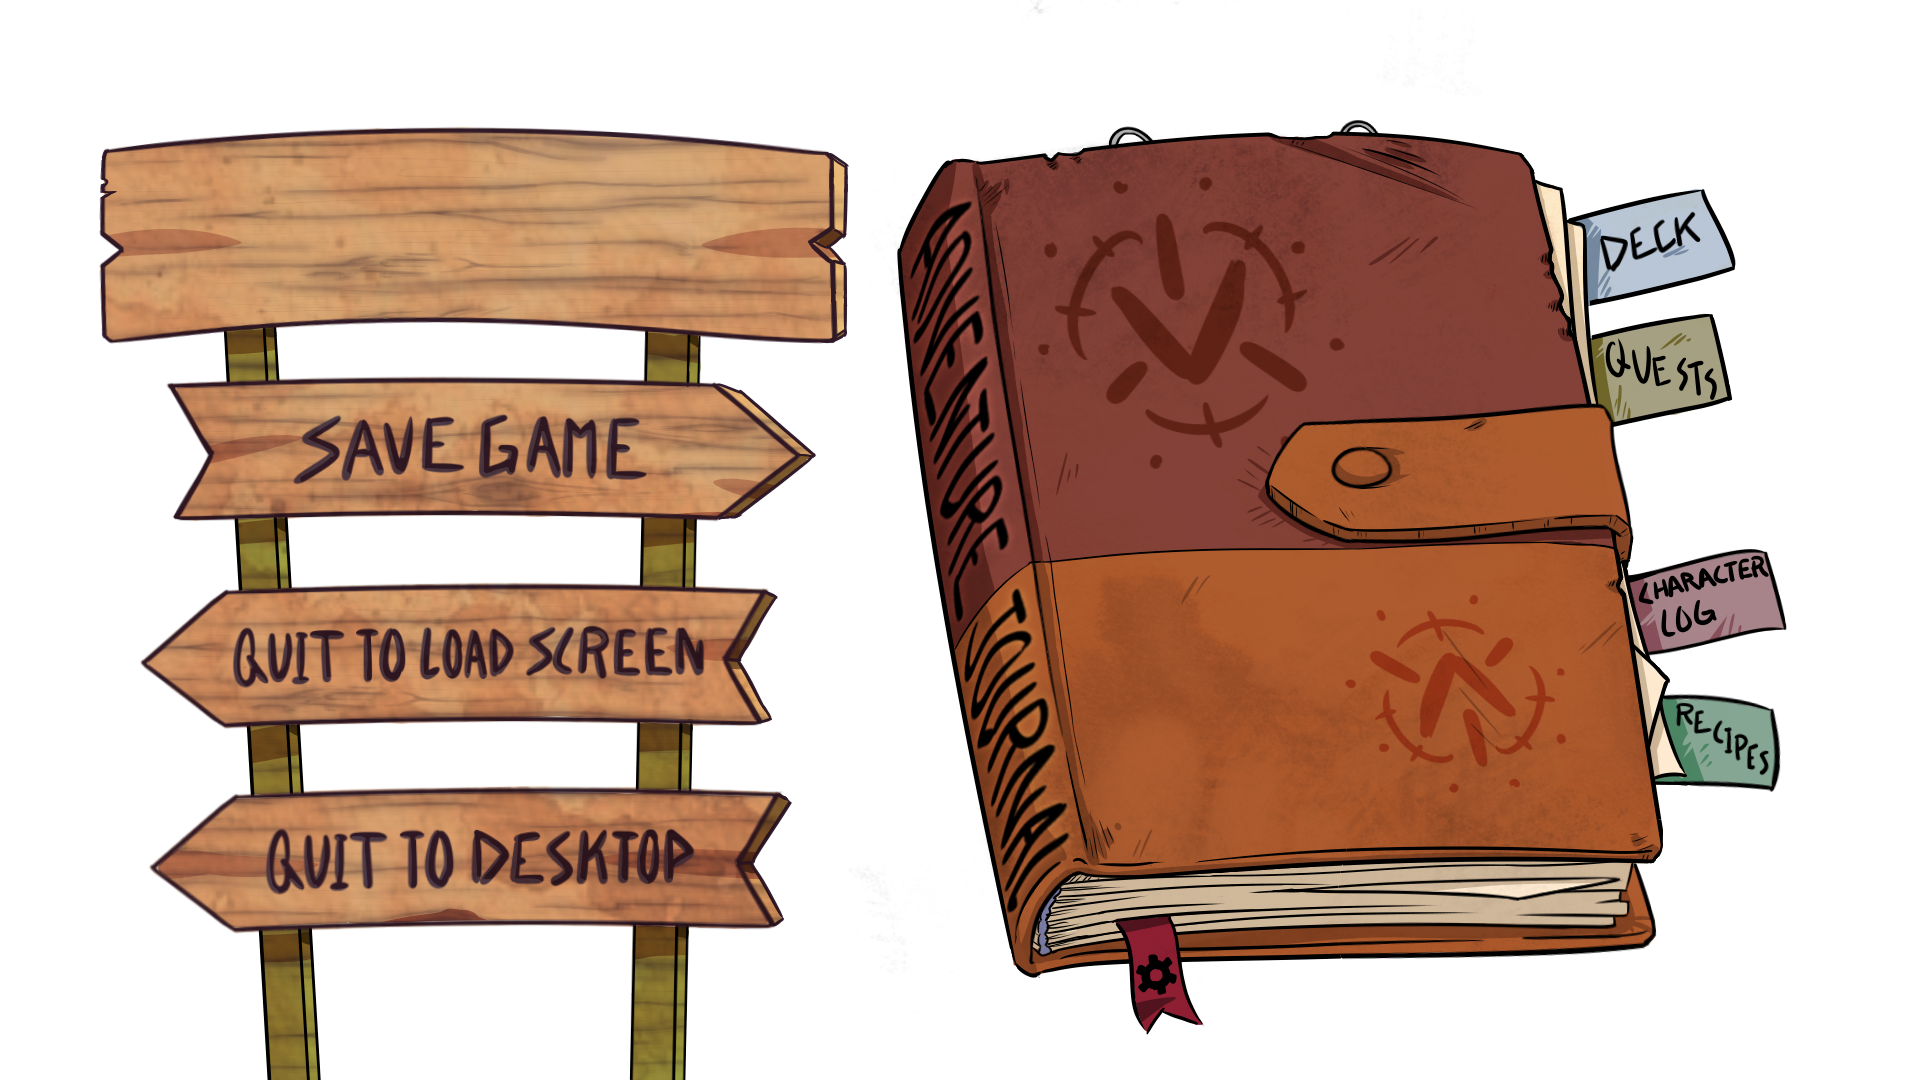 SAVE GAME
QUIT TO LOAD SCREEN
QUIT TO DESKTOP
ADVENTURE JOURNAL
DECK
QUESTS
CHARACTER
LOG
RECIPES